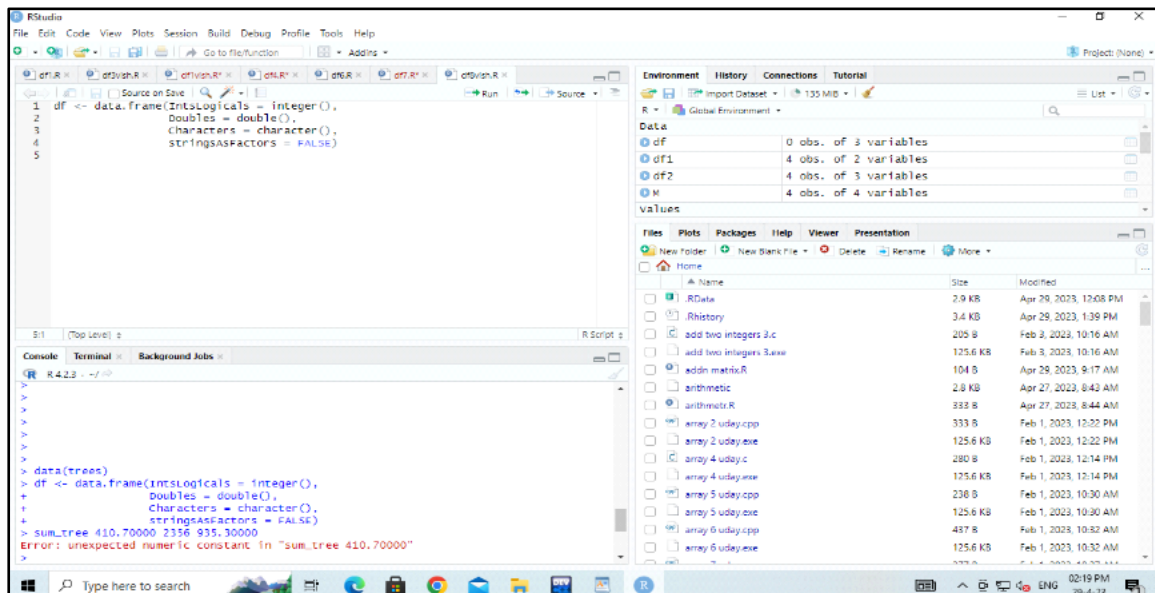 RStudio
File Edit Code View Plots Session Build Debug Profile Tools Help
Go to file/function Addins Project: (None)
df1.R df3vish.R df1vish.R* df4.R* df6.R df7.R* df9vish.R
Source on Save Run Source
1 df <- data.frame(IntsLogicals = integer(),
2 Doubles = double(),
3 Characters = character(),
4 stringsAsFactors = FALSE)
5
5:1 (Top Level) R Script
Console Terminal Background Jobs
R 4.2.3 . ~/
>
>
>
>
>
>
>
> data(trees)
> df <- data.frame(IntsLogicals = integer(),
+ Doubles = double(),
+ Characters = character(),
+ stringsAsFactors = FALSE)
> sum_tree 410.70000 2356 935.30000
Error: unexpected numeric constant in "sum_tree 410.70000"
>
Environment History Connections Tutorial
Import Dataset 135 MiB List
R Global Environment
Data
df 0 obs. of 3 variables
df1 4 obs. of 2 variables
df2 4 obs. of 3 variables
M 4 obs. of 4 variables
Values
Files Plots Packages Help Viewer Presentation
New Folder New Blank File Delete Rename More
Home
Name Size Modified
.RData 2.9 KB Apr 29, 2023, 12:08 PM
.Rhistory 3.4 KB Apr 29, 2023, 1:39 PM
add two integers 3.c 205 B Feb 3, 2023, 10:16 AM
add two integers 3.exe 125.6 KB Feb 3, 2023, 10:16 AM
addn matrix.R 104 B Apr 29, 2023, 9:17 AM
arithmetic 2.8 KB Apr 27, 2023, 8:43 AM
arithmetr.R 333 B Apr 27, 2023, 8:44 AM
array 2 uday.cpp 333 B Feb 1, 2023, 12:22 PM
array 2 uday.exe 125.6 KB Feb 1, 2023, 12:22 PM
array 4 uday.c 280 B Feb 1, 2023, 12:14 PM
array 4 uday.exe 125.6 KB Feb 1, 2023, 12:14 PM
array 5 uday.cpp 238 B Feb 1, 2023, 10:30 AM
array 5 uday.exe 125.6 KB Feb 1, 2023, 10:30 AM
array 6 uday.cpp 437 B Feb 1, 2023, 10:32 AM
array 6 uday.exe 125.6 KB Feb 1, 2023, 10:32 AM
Type here to search ENG 02:19 PM